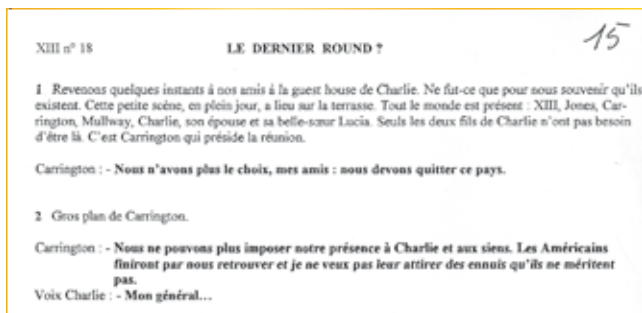 15
XIII n° 18 LE DERNIER ROUND ?
1 Revenons quelques instants à nos amis à la guest house de Charlie. Ne fut-ce que pour nous souvenir qu'ils
existent. Cette petite scène, en plein jour, a lieu sur la terrasse. Tout le monde est présent : XIII, Jones, Car-
rington, Mullway, Charlie, son épouse et sa belle-sœur Lucia. Seuls les deux fils de Charlie n'ont pas besoin
d'être là. C'est Carrington qui préside la réunion.
Carrington : - Nous n'avons plus le choix, mes amis : nous devons quitter ce pays.
2 Gros plan de Carrington.
Carrington : - Nous ne pouvons plus imposer notre présence à Charlie et aux siens. Les Américains
finiront par nous retrouver et je ne veux pas leur attirer des ennuis qu'ils ne méritent
pas.
Voix Charlie : - Mon général...